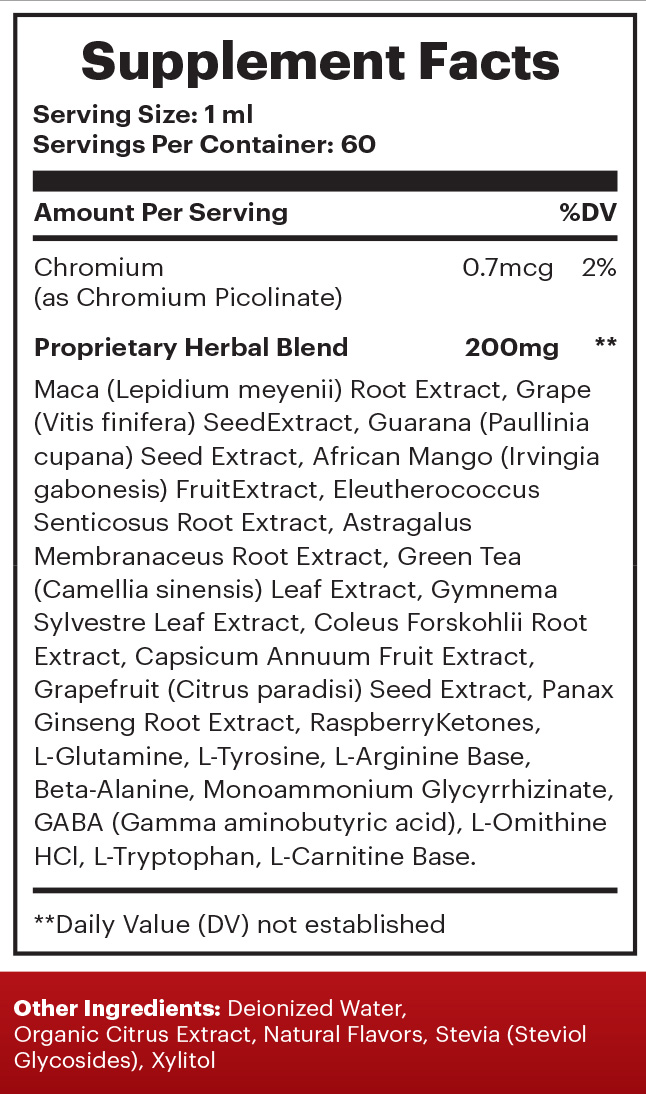 Supplement Facts
Serving Size: 1 ml
Servings Per Container: 60
Amount Per Serving %DV
Chromium 0.7mcg 2%
(as Chromium Picolinate)
Proprietary Herbal Blend 200mg **
Maca (Lepidium meyenii) Root Extract, Grape
(Vitis finifera) SeedExtract, Guarana (Paullinia
cupana) Seed Extract, African Mango (Irvingia
gabonesis) FruitExtract, Eleutherococcus
Senticosus Root Extract, Astragalus
Membranaceus Root Extract, Green Tea
(Camellia sinensis) Leaf Extract, Gymnema
Sylvestre Leaf Extract, Coleus Forskohlii Root
Extract, Capsicum Annuum Fruit Extract,
Grapefruit (Citrus paradisi) Seed Extract, Panax
Ginseng Root Extract, RaspberryKetones,
L-Glutamine, L-Tyrosine, L-Arginine Base,
Beta-Alanine, Monoammonium Glycyrrhizinate,
GABA (Gamma aminobutyric acid), L-Omithine
HCl, L-Tryptophan, L-Carnitine Base.
**Daily Value (DV) not established
Other Ingredients: Deionized Water,
Organic Citrus Extract, Natural Flavors, Stevia (Steviol
Glycosides), Xylitol